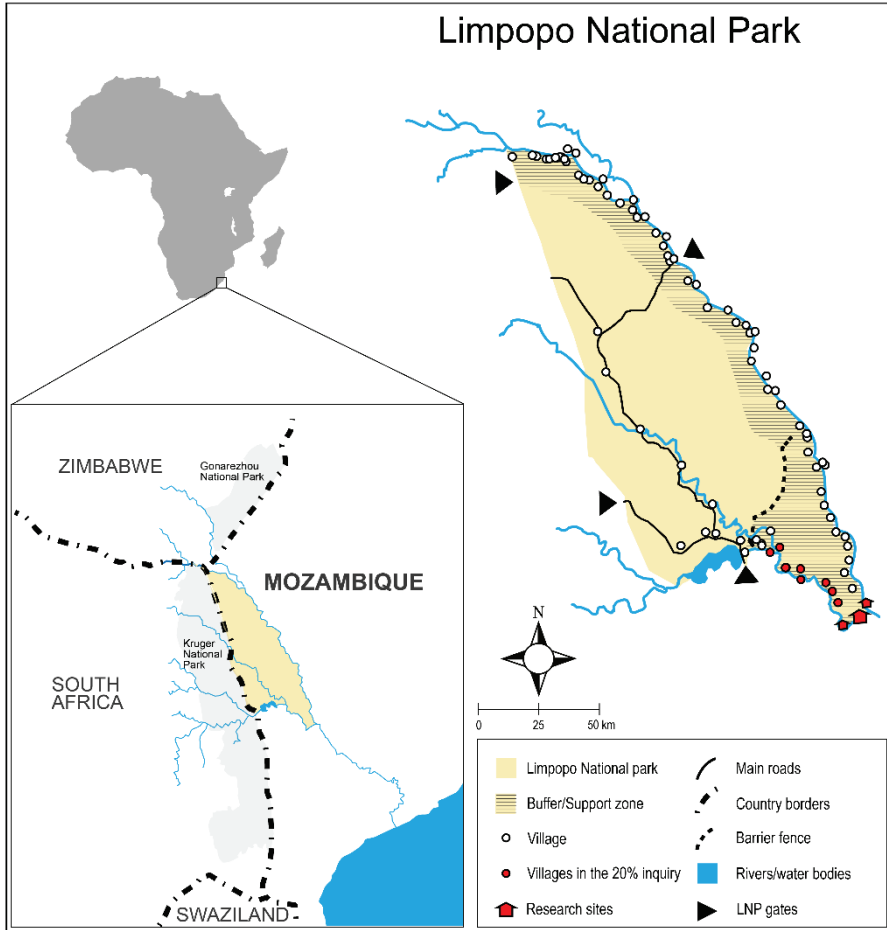 Limpopo National Park
ZIMBABWE
Gonarezhou
National Park
MOZAMBIQUE
Kruger
National
Park
SOUTH
AFRICA
SWAZILAND
N
0 25 50 km
Limpopo National park
Buffer/Support zone
Village
Villages in the 20% inquiry
Research sites
Main roads
Country borders
Barrier fence
Rivers/water bodies
LNP gates